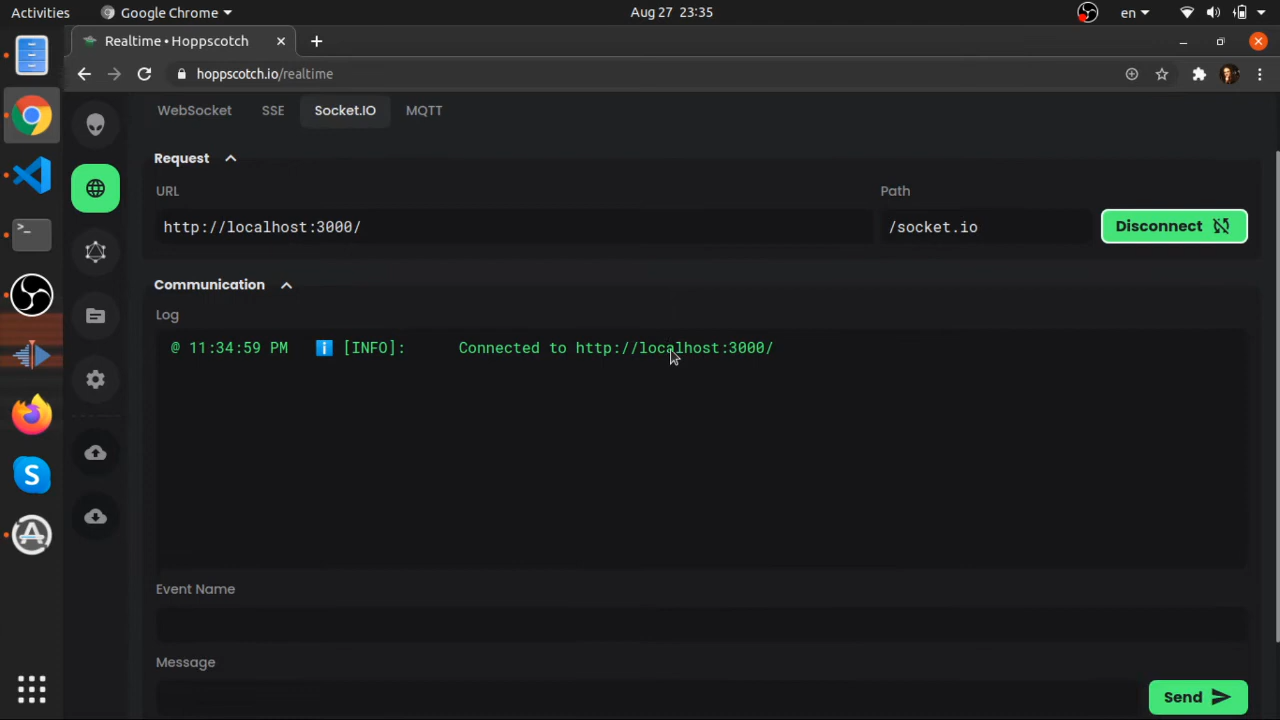 Activities
Google Chrome
Aug 27 23:35
en
Realtime • Hoppscotch
hoppscotch.io/realtime
WebSocket
SSE
Socket.IO
MQTT
Request
URL
Path
http://localhost:3000/
/socket.io
Disconnect
Communication
Log
@ 11:34:59 PM ℹ️ [INFO]: Connected to http://localhost:3000/
Event Name
Message
Send